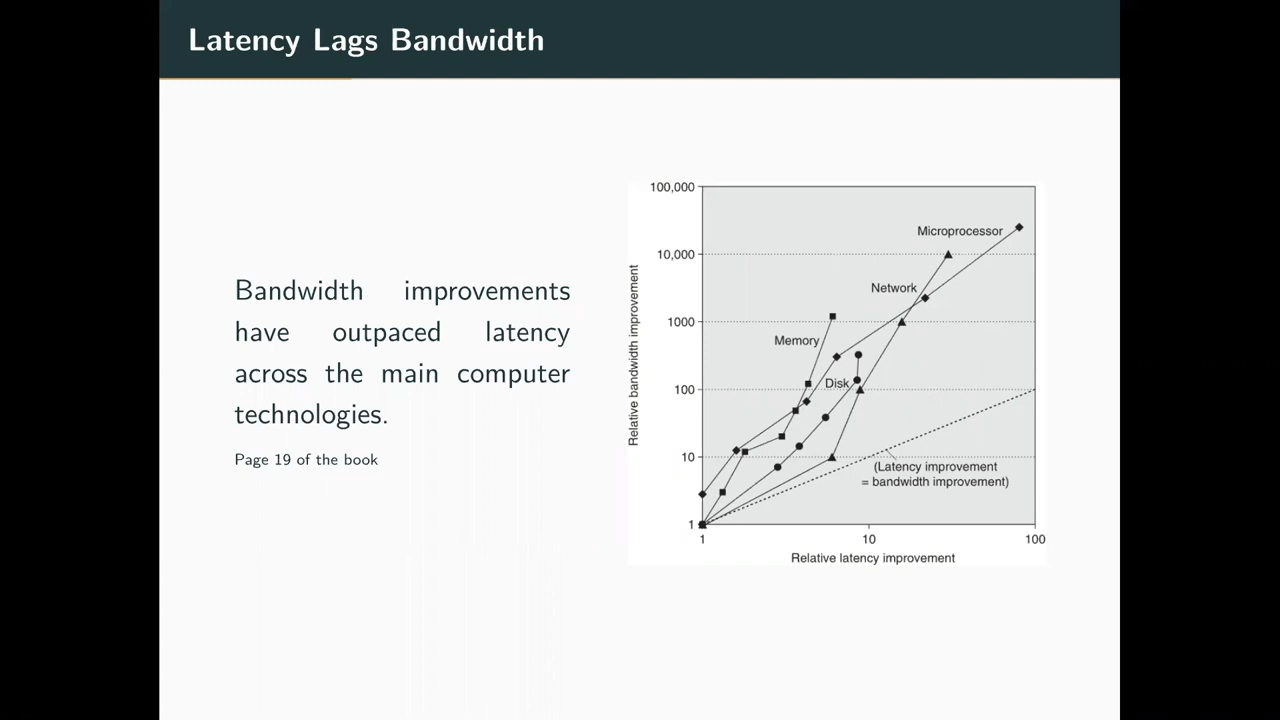 Latency Lags Bandwidth
Bandwidth improvements
have outpaced latency
across the main computer
technologies.
Page 19 of the book
100,000
10,000
1000
100
10
1
Relative bandwidth improvement
Microprocessor
Network
Memory
Disk
(Latency improvement
= bandwidth improvement)
1
10
100
Relative latency improvement